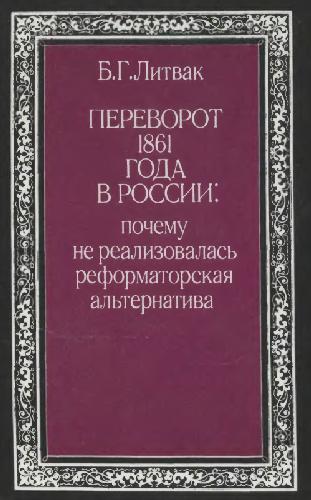 Б.Г.Литвак
ПЕРЕВОРОТ
1861
ГОДА
В РОССИИ:
почему
не реализовалась
реформаторская
альтернатива